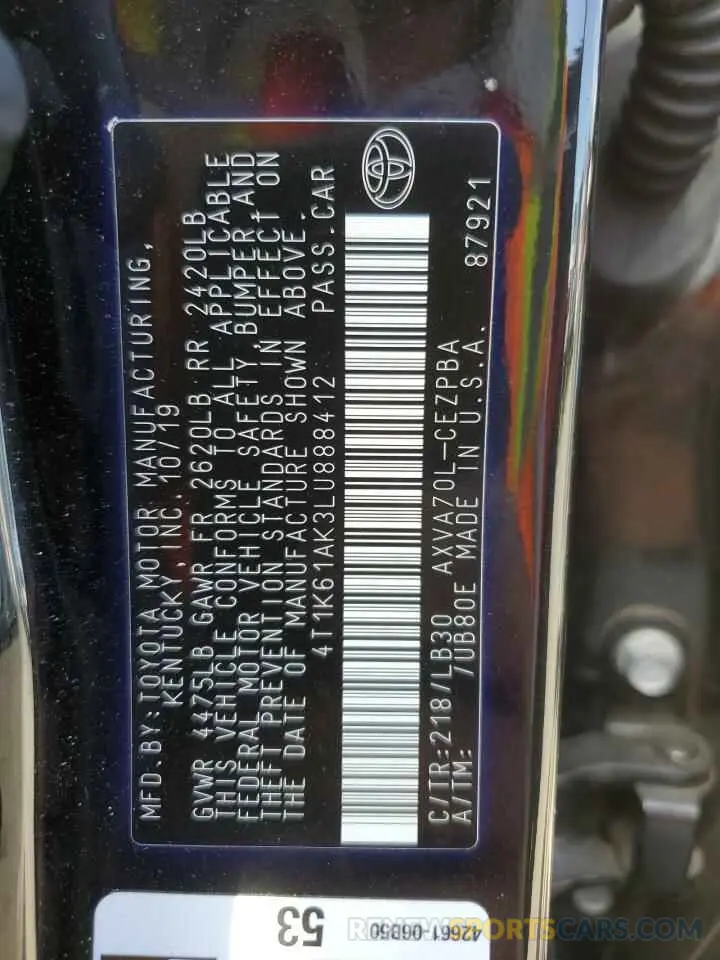 MFD. BY: TOYOTA MOTOR MANUFACTURING,
KENTUCKY, INC. 10/19
GVWR 4475LB GAWR FR 2620LB RR 2420LB
THIS VEHICLE CONFORMS TO ALL APPLICABLE
FEDERAL MOTOR VEHICLE SAFETY, BUMPER, AND
THEFT PREVENTION STANDARDS IN EFFECT ON
THE DATE OF MANUFACTURE SHOWN ABOVE.
4T1K61AK3LU888412 PASS. CAR
C/TR: 218/LB30 AXVA70L-CEZPBA
A/TM: /UB80E MADE IN U.S.A. 87921
53
42661-06B50
RENEWSPORTSCARS.COM